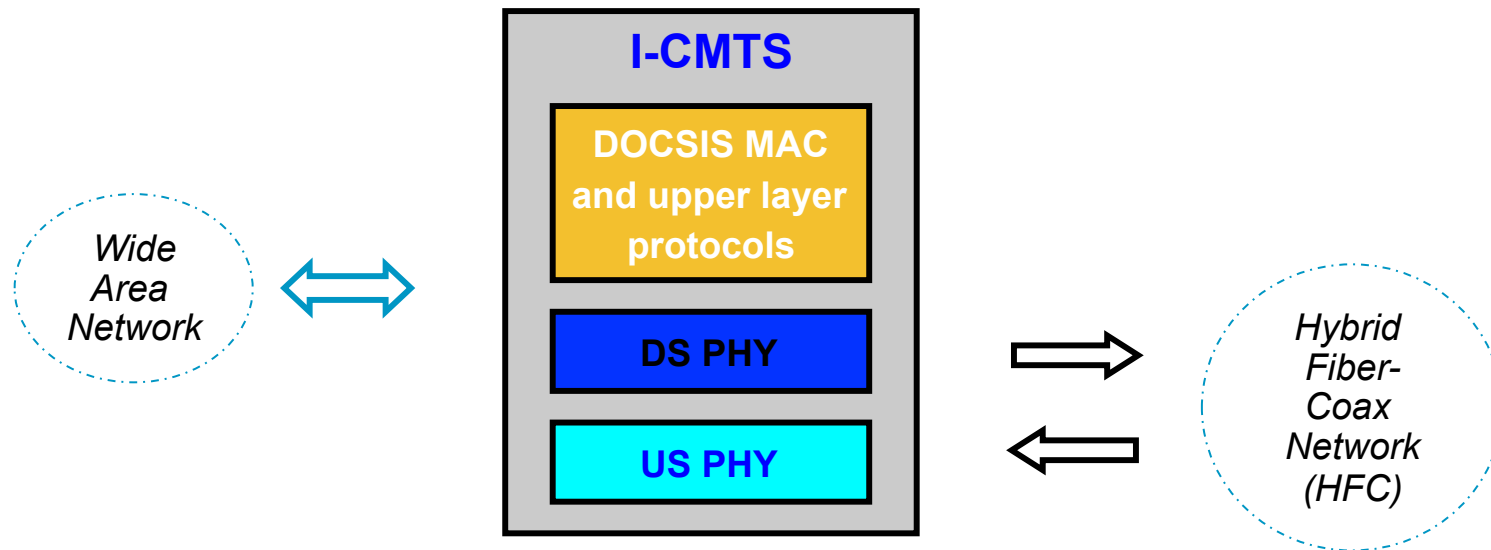 I-CMTS
DOCSIS MAC
and upper layer
protocols
Wide
Area
Network
DS PHY
US PHY
Hybrid
Fiber-
Coax
Network
(HFC)